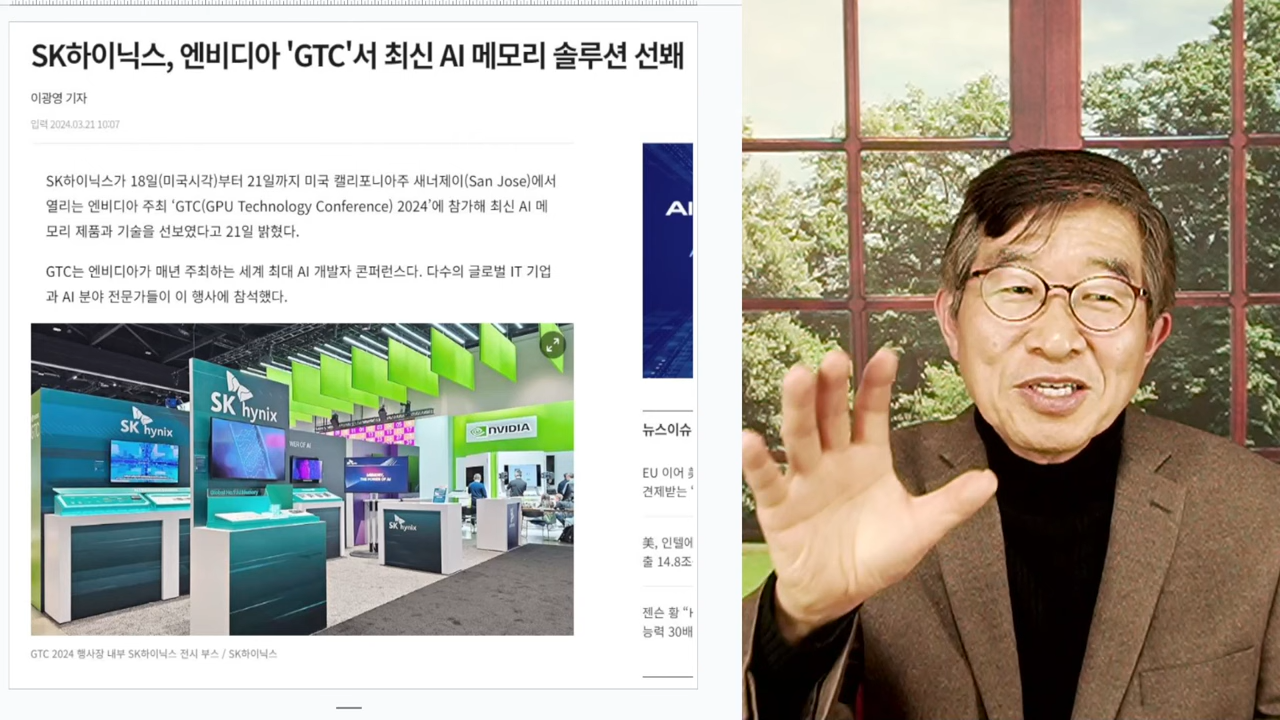 SK하이닉스, 엔비디아 'GTC'서 최신 AI 메모리 솔루션 선봬
이광영 기자
입력 2024.03.21 10:07
SK하이닉스가 18일(미국시각)부터 21일까지 미국 캘리포니아주 새너제이(San Jose)에서
열리는 엔비디아 주최 ‘GTC(GPU Technology Conference) 2024’에 참가해 최신 AI 메
모리 제품과 기술을 선보였다고 21일 밝혔다.
GTC는 엔비디아가 매년 주최하는 세계 최대 AI 개발자 콘퍼런스다. 다수의 글로벌 IT 기업
과 AI 분야 전문가들이 이 행사에 참석했다.
SK hynix
SK hynix
NVIDIA
SK hynix
GTC 2024 행사장 내부 SK하이닉스 전시 부스 / SK하이닉스
AI
뉴스이슈
EU 이어
견제받는 ‘
美, 인텔에
출 14.8조
젠슨 황 “
능력 30배